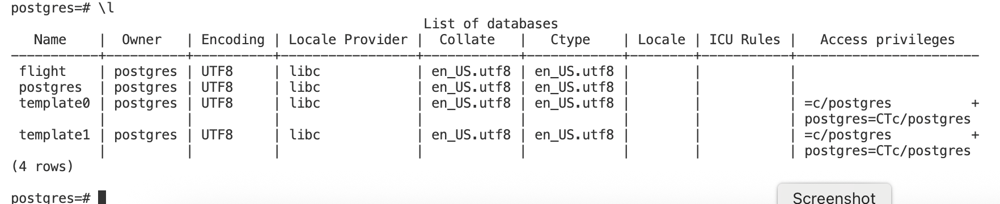 postgres=# \l
                                                    List of databases
   Name    |  Owner   | Encoding | Locale Provider |  Collate   |   Ctype    | Locale | ICU Rules |   Access privileges
-----------+----------+----------+-----------------+------------+------------+--------+-----------+-----------------------
 flight    | postgres | UTF8     | libc            | en_US.utf8 | en_US.utf8 |        |           |
 postgres  | postgres | UTF8     | libc            | en_US.utf8 | en_US.utf8 |        |           |
 template0 | postgres | UTF8     | libc            | en_US.utf8 | en_US.utf8 |        |           | =c/postgres          +
           |          |          |                 |            |            |        |           | postgres=CTc/postgres
 template1 | postgres | UTF8     | libc            | en_US.utf8 | en_US.utf8 |        |           | =c/postgres          +
           |          |          |                 |            |            |        |           | postgres=CTc/postgres
(4 rows)

postgres=#
Screenshot